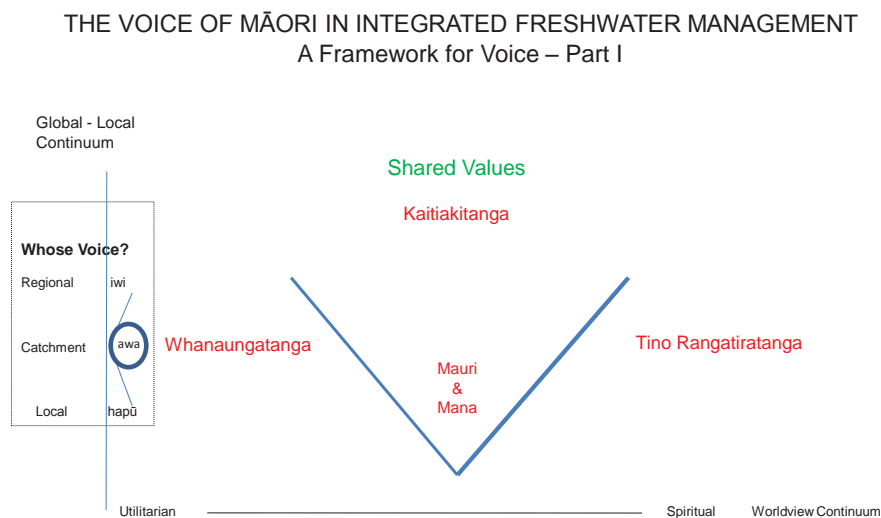 THE VOICE OF MĀORI IN INTEGRATED FRESHWATER MANAGEMENT
A Framework for Voice – Part I
Global - Local
Continuum
Shared Values
Kaitiakitanga
Whose Voice?
Regional iwi
Catchment awa
Local hapū
Whanaungatanga
Mauri
&
Mana
Tino Rangatiratanga
Utilitarian Spiritual Worldview Continuum